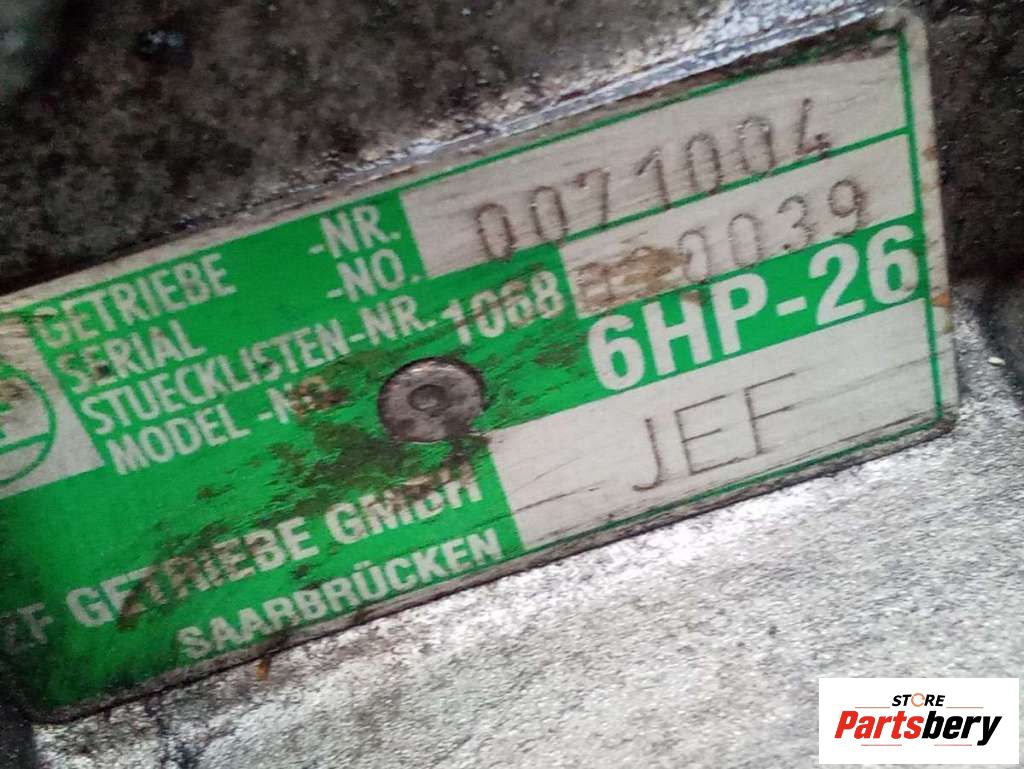 GETRIEBE -NR. 0071004
SERIAL -NO.
STUECKLISTEN-NR. 1068 0039
MODEL -NO. 6HP-26
JEF
ZF GETRIEBE GMBH
SAARBRÜCKEN
STORE
Partsbery